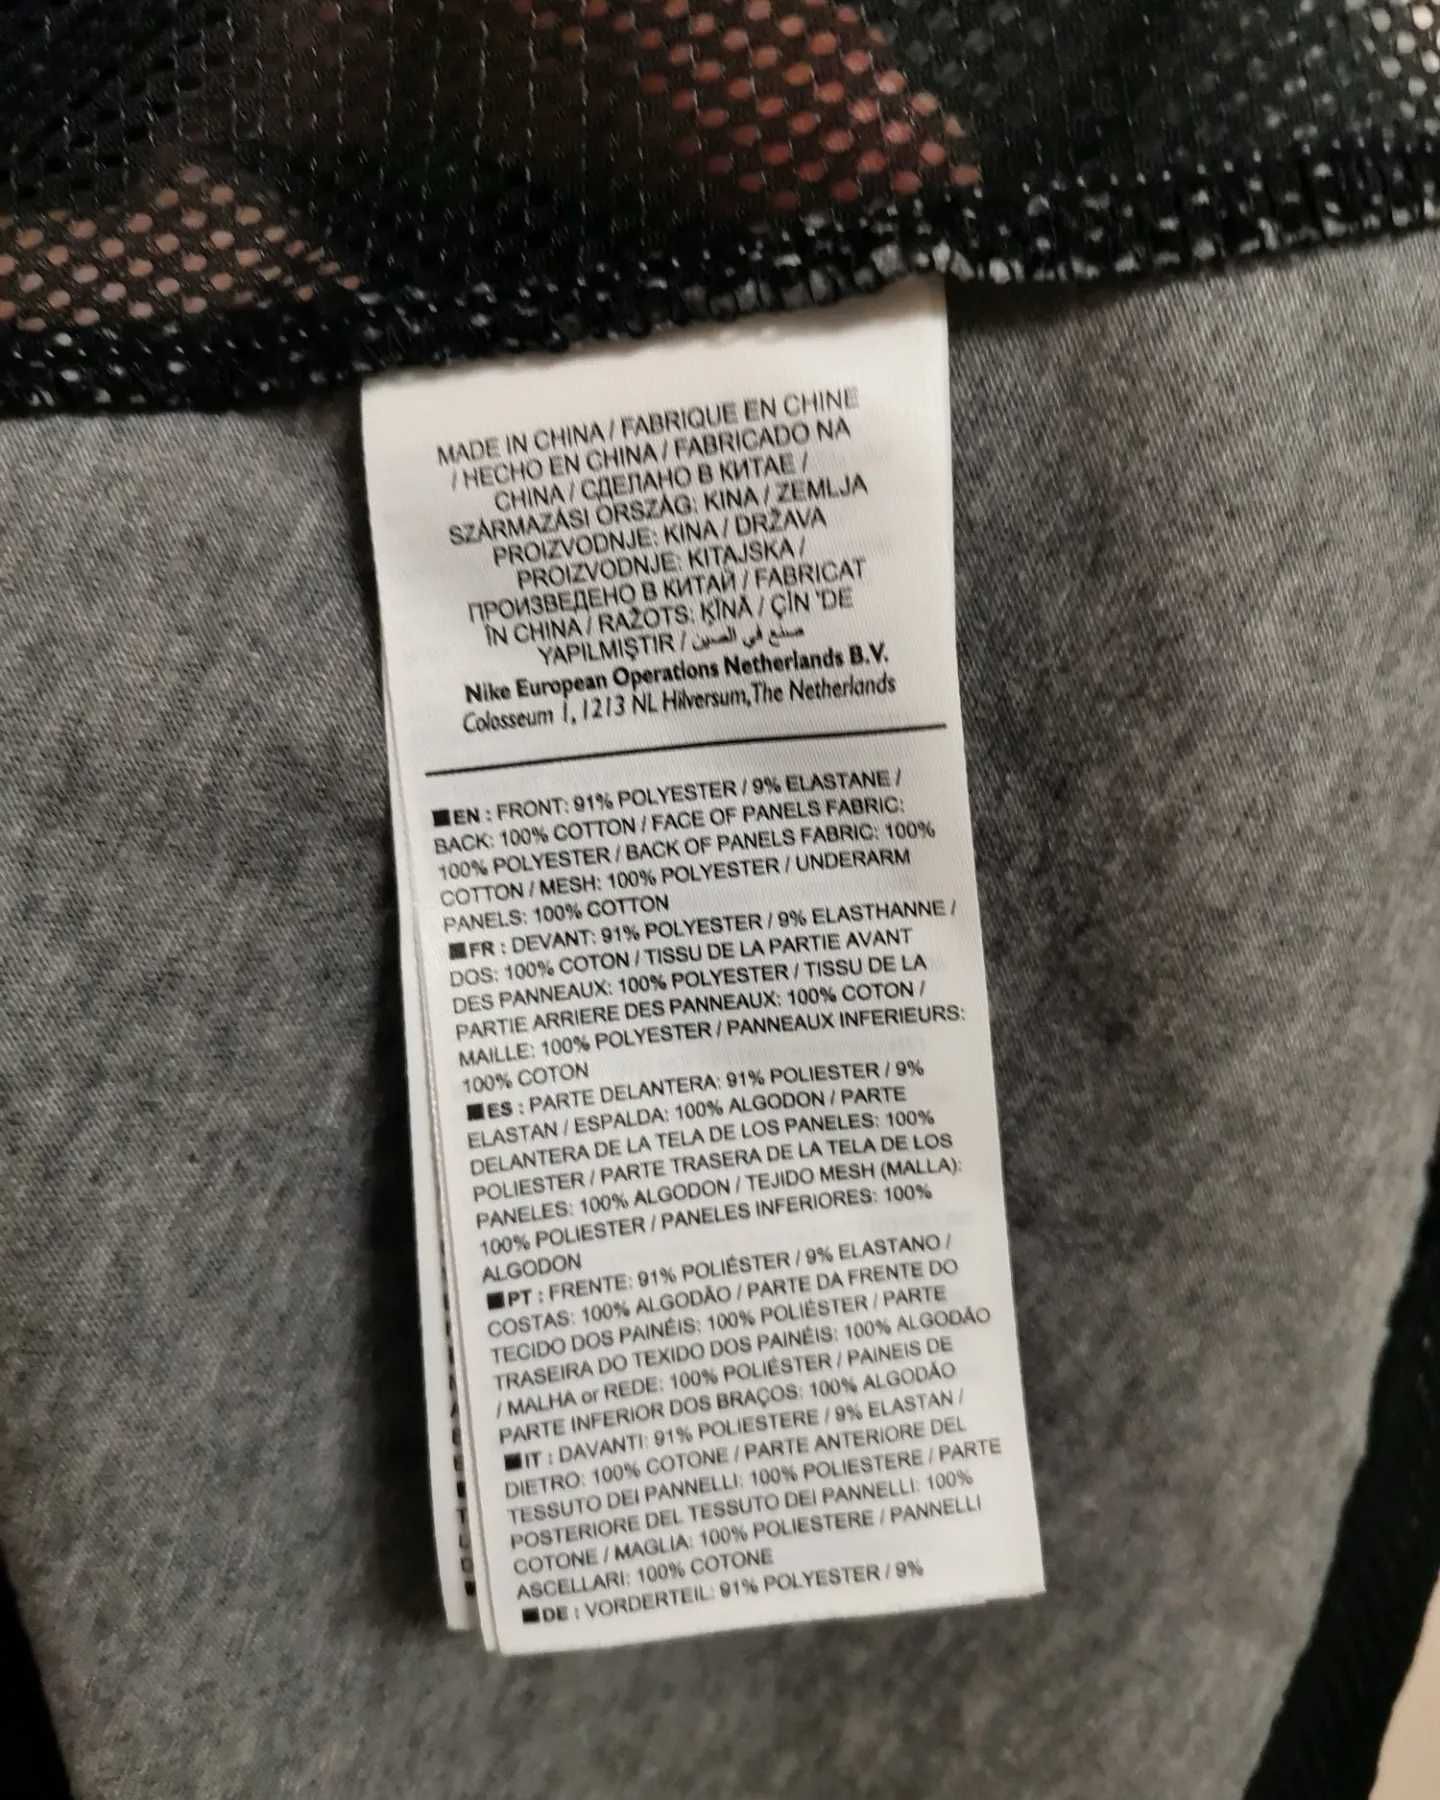 MADE IN CHINA / FABRIQUE EN CHINE
/ HECHO EN CHINA / FABRICADO NA
CHINA / СДЕЛАНО В КИТАЕ /
SZÁRMAZÁSI ORSZÁG: KINA / ZEMLJA
PROIZVODNJE: KINA / DRŽAVA
PROIZVODNJE: KITAJSKA /
ПРОИЗВЕДЕНО В КИТАЙ / FABRICAT
ÎN CHINA / RAŽOTS: ĶĪNĀ / ÇİN 'DE
YAPILMIŞTIR / صنع في الصين
Nike European Operations Netherlands B.V.
Colosseum 1, 1213 NL Hilversum, The Netherlands
■EN : FRONT: 91% POLYESTER / 9% ELASTANE /
BACK: 100% COTTON / FACE OF PANELS FABRIC:
100% POLYESTER / BACK OF PANELS FABRIC: 100%
COTTON / MESH: 100% POLYESTER / UNDERARM
PANELS: 100% COTTON
■FR : DEVANT: 91% POLYESTER / 9% ELASTHANNE /
DOS: 100% COTON / TISSU DE LA PARTIE AVANT
DES PANNEAUX: 100% POLYESTER / TISSU DE LA
PARTIE ARRIERE DES PANNEAUX: 100% COTON /
MAILLE: 100% POLYESTER / PANNEAUX INFERIEURS:
100% COTON
■ES : PARTE DELANTERA: 91% POLIESTER / 9%
ELASTAN / ESPALDA: 100% ALGODON / PARTE
DELANTERA DE LA TELA DE LOS PANELES: 100%
POLIESTER / PARTE TRASERA DE LA TELA DE LOS
PANELES: 100% ALGODON / TEJIDO MESH (MALLA):
100% POLIESTER / PANELES INFERIORES: 100%
ALGODON
■PT : FRENTE: 91% POLIÉSTER / 9% ELASTANO /
COSTAS: 100% ALGODÃO / PARTE DA FRENTE DO
TECIDO DOS PAINÉIS: 100% POLIÉSTER / PARTE
TRASEIRA DO TEXIDO DOS PAINÉIS: 100% ALGODÃO
/ MALHA or REDE: 100% POLIÉSTER / PAINEIS DE
PARTE INFERIOR DOS BRAÇOS: 100% ALGODÃO
■IT : DAVANTI: 91% POLIESTERE / 9% ELASTAN /
DIETRO: 100% COTONE / PARTE ANTERIORE DEL
TESSUTO DEI PANNELLI: 100% POLIESTERE / PARTE
POSTERIORE DEL TESSUTO DEI PANNELLI: 100%
COTONE / MAGLIA: 100% POLIESTERE / PANNELLI
ASCELLARI: 100% COTONE
■DE : VORDERTEIL: 91% POLYESTER / 9%